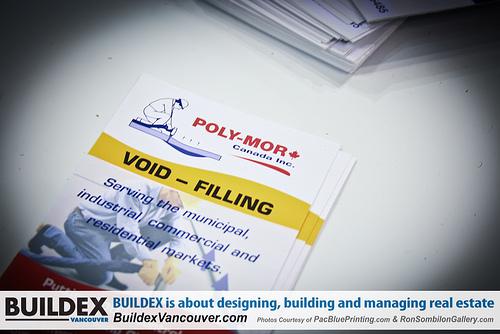 POLY-MOR
Canada Inc.
VOID – FILLING
Serving the municipal,
industrial, commercial and
residential markets.
BUILDEX
VANCOUVER
BUILDEX is about designing, building and managing real estate
BuildexVancouver.com
Photos Courtesy of PacBluePrinting.com & RonSombilonGallery.com